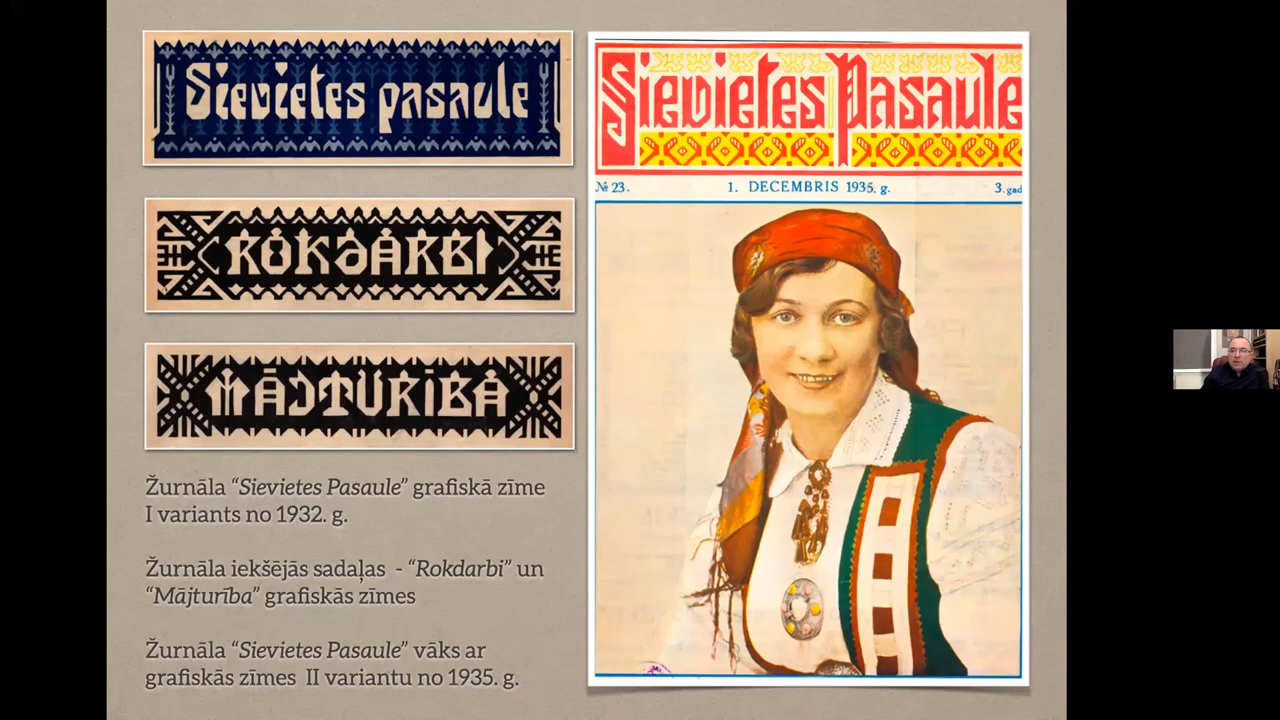 Sievietes pasaule
ROKDARBI
MĀJTURĪBA
Žurnāla “Sievietes Pasaule” grafiskā zīme
I variants no 1932. g.
Žurnāla iekšējās sadaļas - “Rokdarbi” un
“Mājturība” grafiskās zīmes
Žurnāla “Sievietes Pasaule” vāks ar
grafiskās zīmes II variantu no 1935. g.
Sievietes Pasaule
№ 23. 1. DECEMBRIS 1935. g. 3. gad